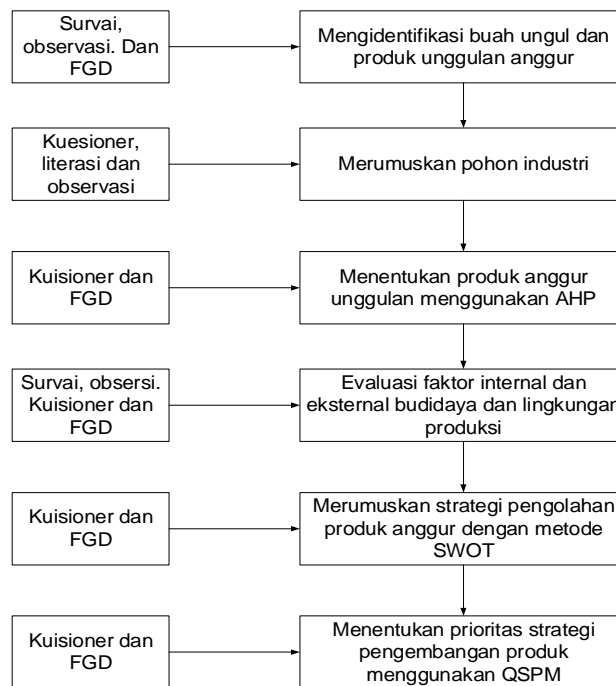 Survai,
observasi. Dan
FGD
Mengidentifikasi buah ungul dan
produk unggulan anggur
Kuesioner,
literasi dan
observasi
Merumuskan pohon industri
Kuisioner dan
FGD
Menentukan produk anggur
unggulan menggunakan AHP
Survai, obsersi.
Kuisioner dan
FGD
Evaluasi faktor internal dan
eksternal budidaya dan lingkungan
produksi
Kuisioner dan
FGD
Merumuskan strategi pengolahan
produk anggur dengan metode
SWOT
Kuisioner dan
FGD
Menentukan prioritas strategi
pengembangan produk
menggunakan QSPM